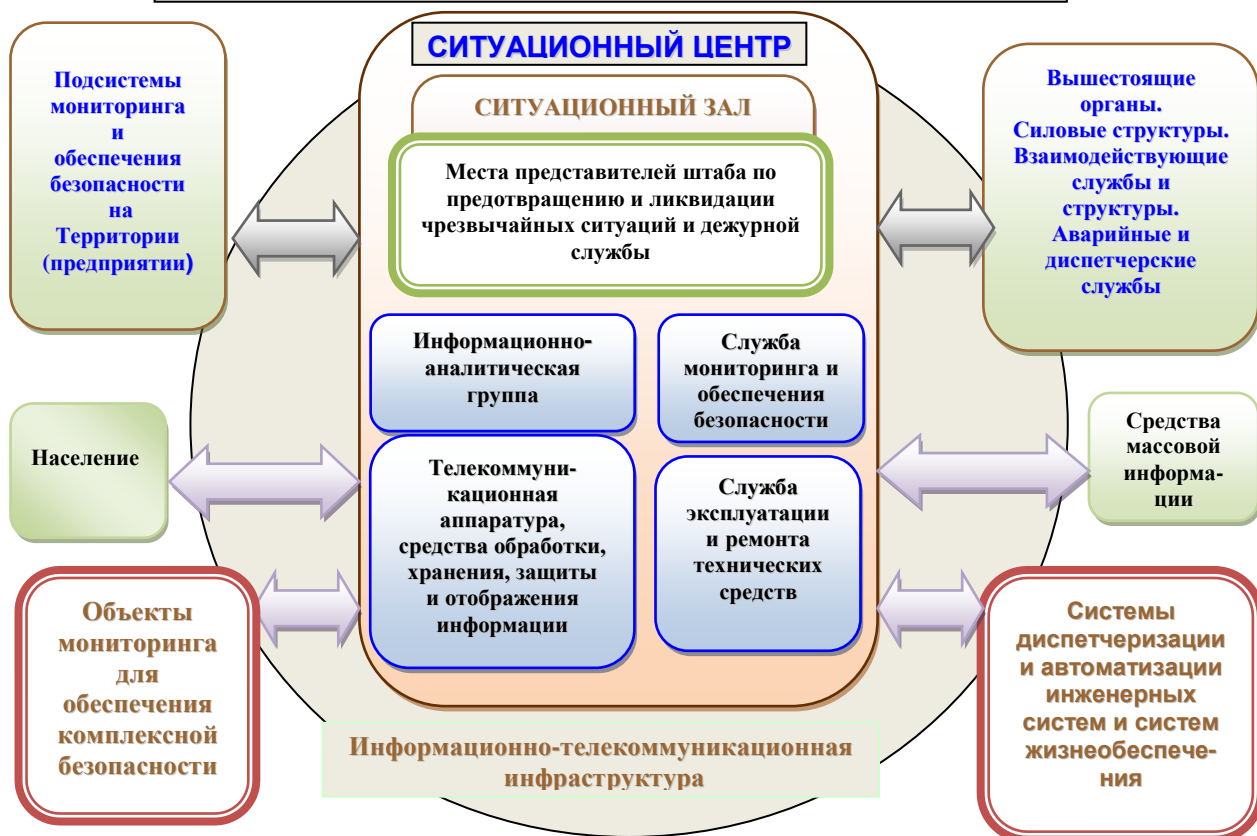 СИТУАЦИОННЫЙ ЦЕНТР
СИТУАЦИОННЫЙ ЗАЛ
Места представителей штаба по
предотвращению и ликвидации
чрезвычайных ситуаций и дежурной
службы
Подсистемы
мониторинга
и
обеспечения
безопасности
на
Территории
(предприятии)
Вышестоящие
органы.
Силовые структуры.
Взаимодействующие
службы и
структуры.
Аварийные и
диспетчерские
службы
Информационно-
аналитическая
группа
Служба
мониторинга и
обеспечения
безопасности
Население
Телекоммуни-
кационная
аппаратура,
средства обработки,
хранения, защиты
и отображения
информации
Служба
эксплуатации
и ремонта
технических
средств
Средства
массовой
информа-
ции
Объекты
мониторинга
для
обеспечения
комплексной
безопасности
Информационно-телекоммуникационная
инфраструктура
Системы
диспетчеризации
и автоматизации
инженерных
систем и систем
жизнеобеспече-
ния